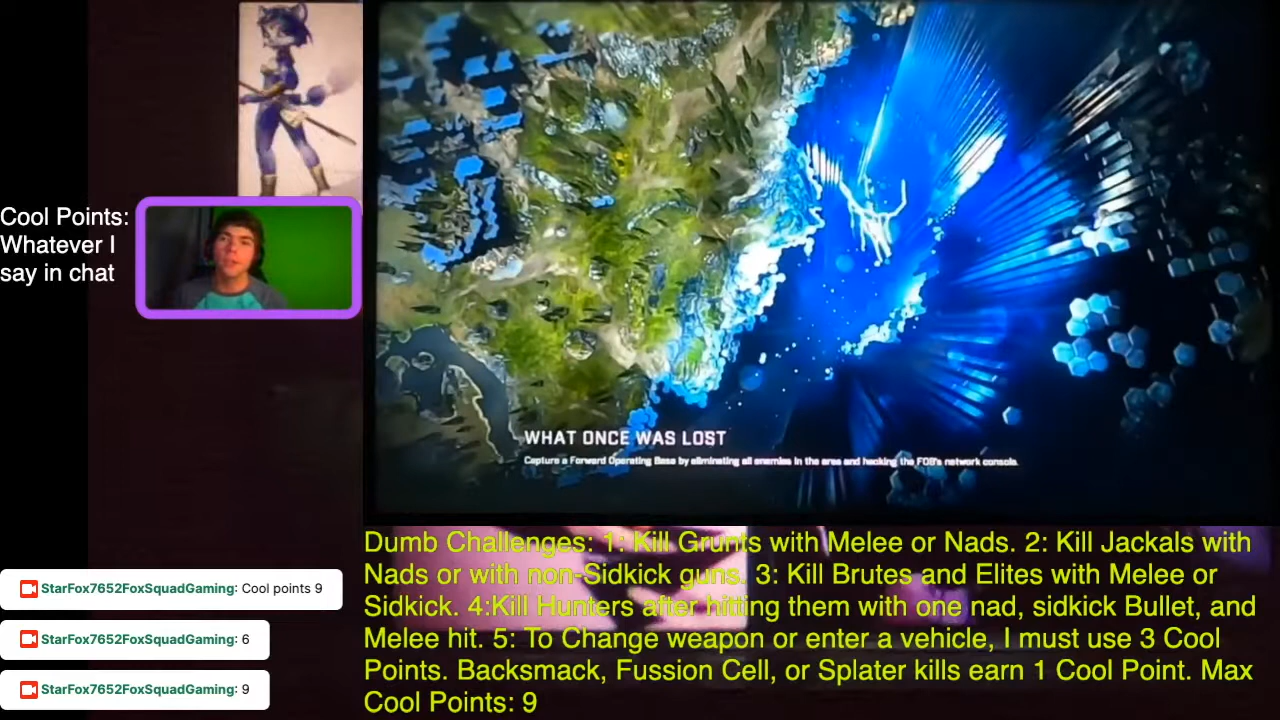 Cool Points:
Whatever I
say in chat
WHAT ONCE WAS LOST
Capture a Forward Operating Base by eliminating all enemies in the area and hacking the FOB's network console.
Dumb Challenges: 1: Kill Grunts with Melee or Nads. 2: Kill Jackals with
Nads or with non-Sidkick guns. 3: Kill Brutes and Elites with Melee or
Sidkick. 4:Kill Hunters after hitting them with one nad, sidkick Bullet, and
Melee hit. 5: To Change weapon or enter a vehicle, I must use 3 Cool
Points. Backsmack, Fussion Cell, or Splater kills earn 1 Cool Point. Max
Cool Points: 9
StarFox7652FoxSquadGaming: Cool points 9
StarFox7652FoxSquadGaming: 6
StarFox7652FoxSquadGaming: 9